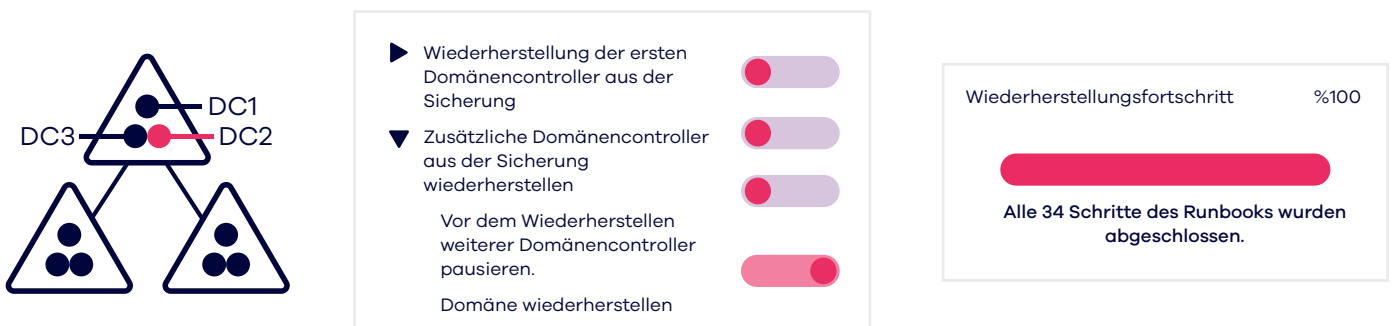 DC1
DC3
DC2
Wiederherstellung der ersten
Domänencontroller aus der
Sicherung
Zusätzliche Domänencontroller
aus der Sicherung
wiederherstellen
Vor dem Wiederherstellen
weiterer Domänencontroller
pausieren.
Domäne wiederherstellen
Wiederherstellungsfortschritt %100
Alle 34 Schritte des Runbooks wurden
abgeschlossen.